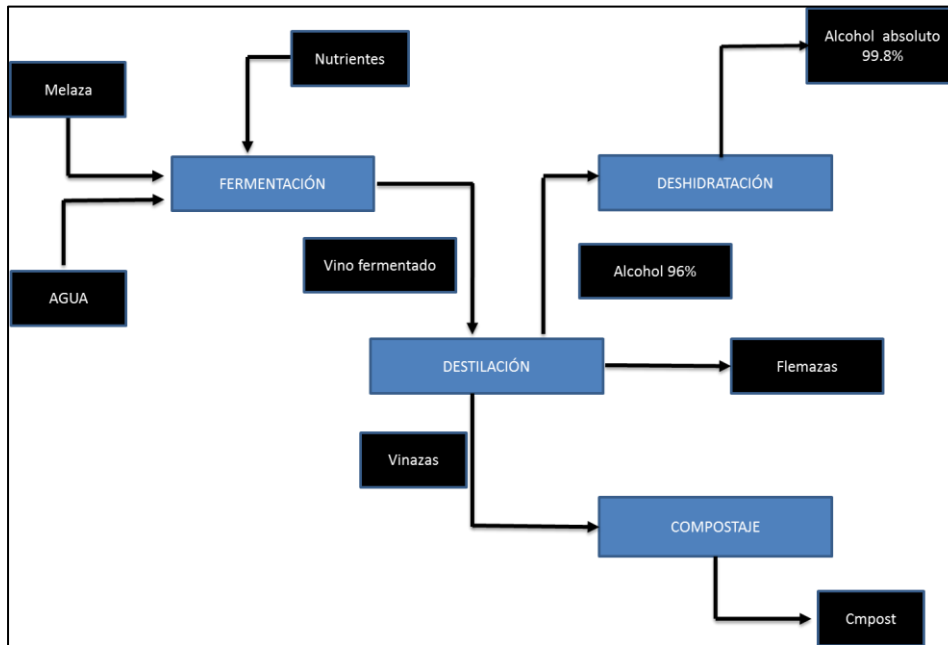 Alcohol absoluto
99.8%
Nutrientes
Melaza
FERMENTACIÓN
DESHIDRATACIÓN
Vino fermentado
Alcohol 96%
AGUA
DESTILACIÓN
Flemazas
Vinazas
COMPOSTAJE
Cmpost